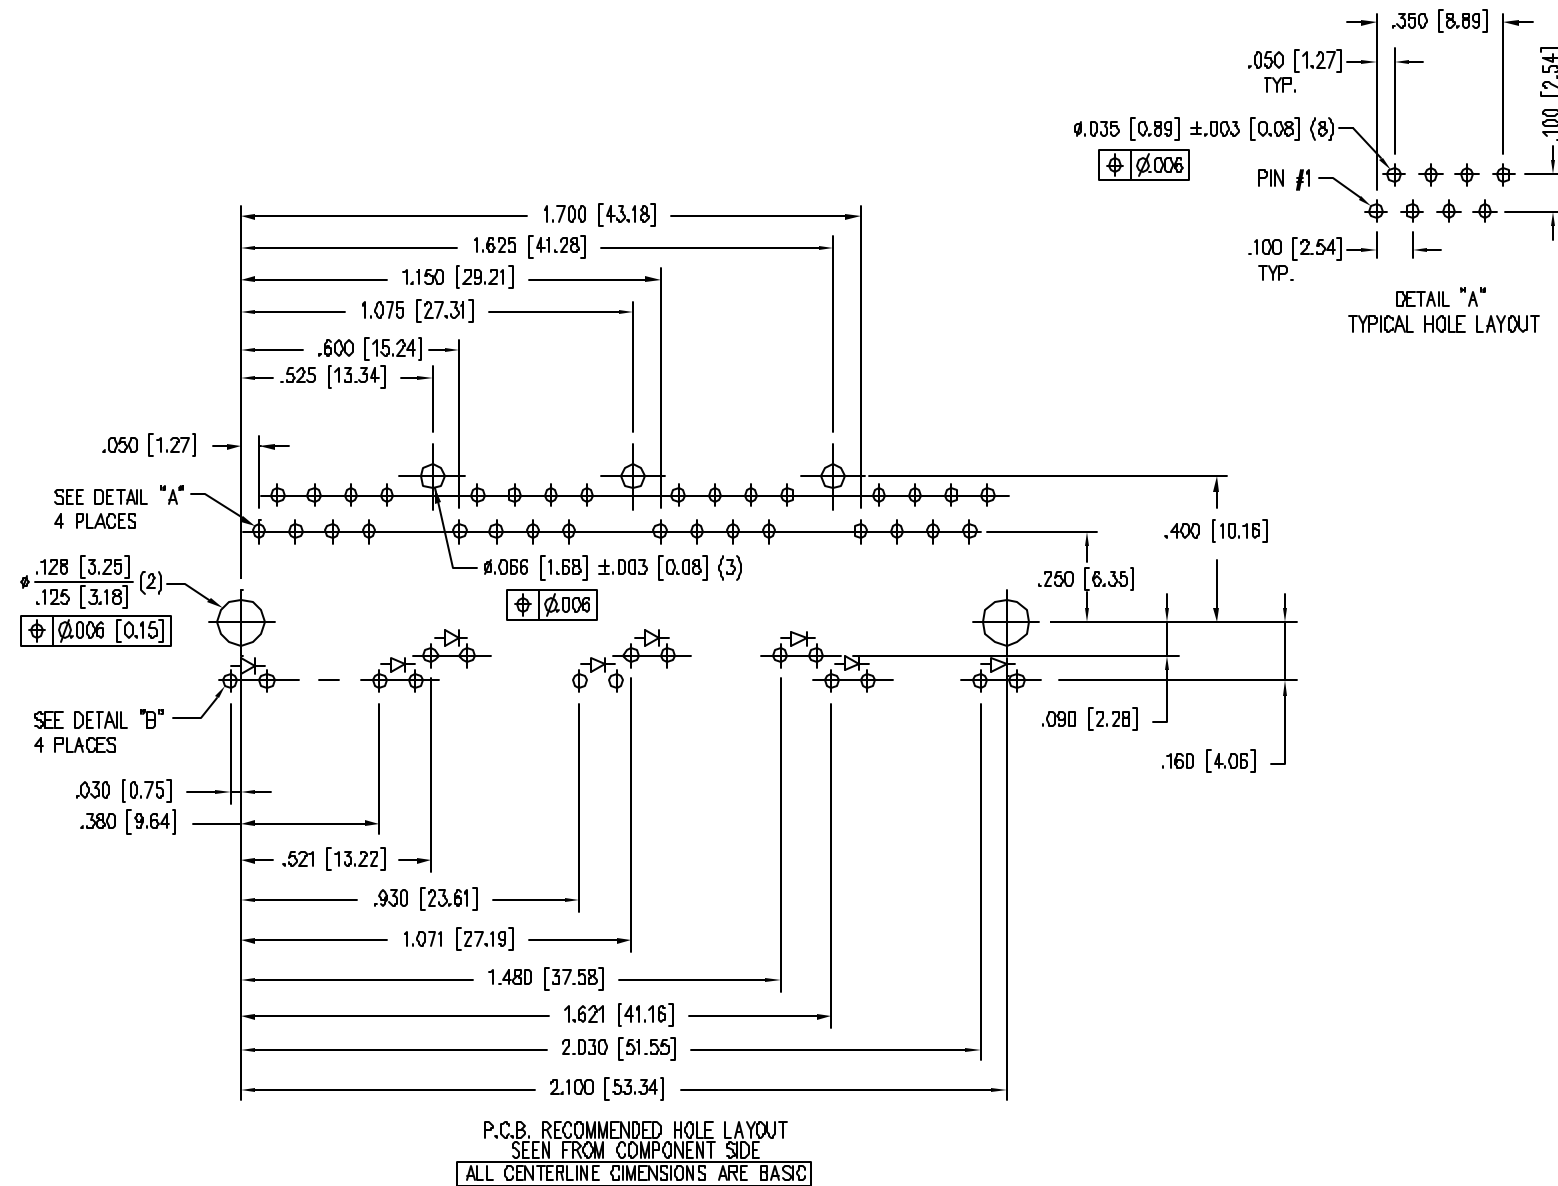 .350 [8.89]
.050 [1.27]
TYP.
.100 [2.54]
ø.035 [0.89] ±.003 [0.08] (8)
⌖ Ø.006
PIN #1
.100 [2.54]
TYP.
DETAIL "A"
TYPICAL HOLE LAYOUT
1.700 [43.18]
1.625 [41.28]
1.150 [29.21]
1.075 [27.31]
.600 [15.24]
.525 [13.34]
.050 [1.27]
SEE DETAIL "A"
4 PLACES
.400 [10.16]
ø.066 [1.68] ±.003 [0.08] (3)
⌖ Ø.006
.250 [6.35]
ø .128 [3.25]
.125 [3.18] (2)
⌖ Ø.006 [0.15]
SEE DETAIL "B"
4 PLACES
.090 [2.28]
.160 [4.06]
.030 [0.75]
.380 [9.64]
.521 [13.22]
.930 [23.61]
1.071 [27.19]
1.480 [37.58]
1.621 [41.16]
2.030 [51.55]
2.100 [53.34]
P.C.B. RECOMMENDED HOLE LAYOUT
SEEN FROM COMPONENT SIDE
ALL CENTERLINE DIMENSIONS ARE BASIC